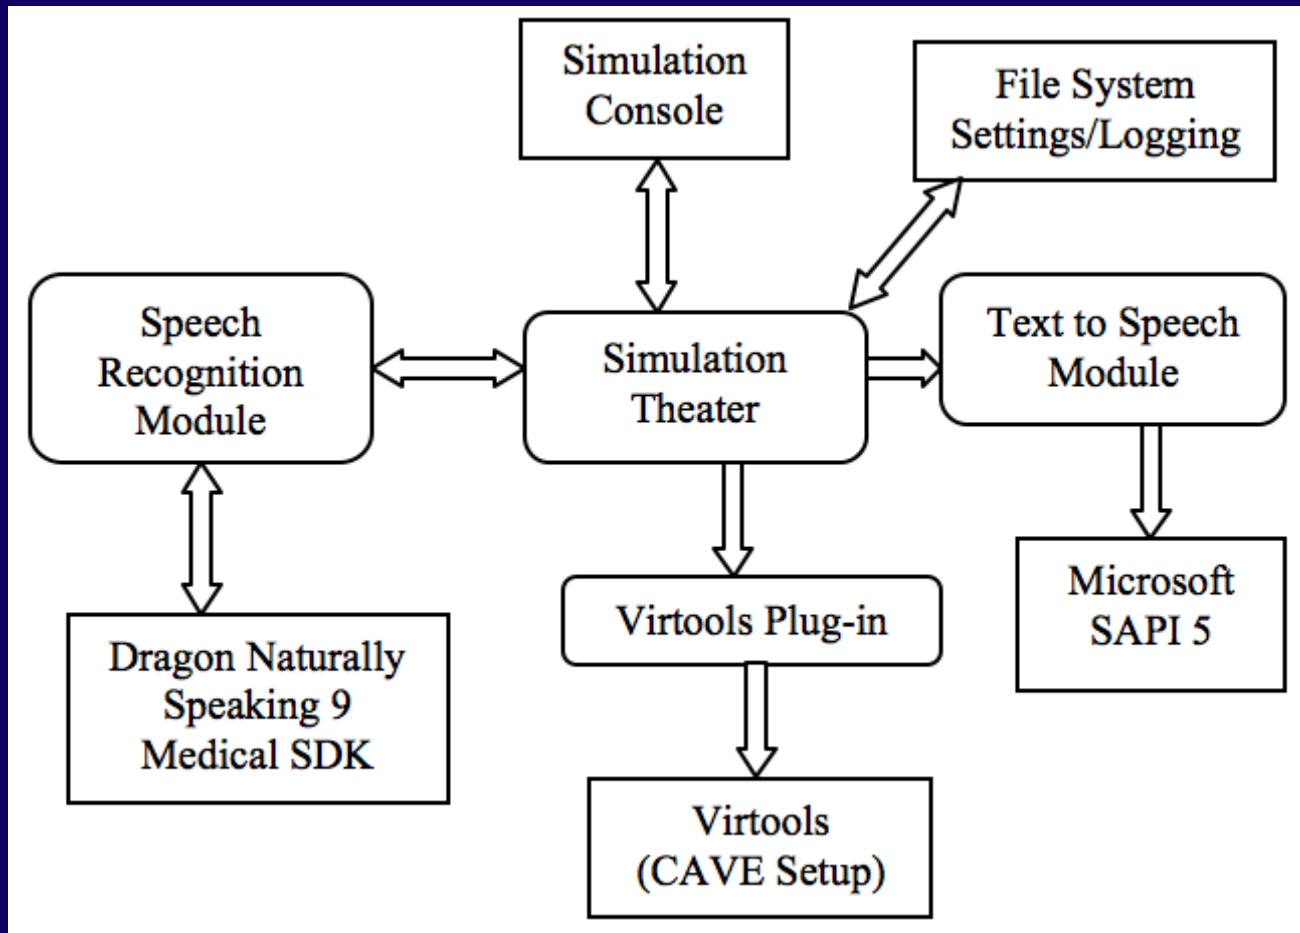 Simulation
Console
File System
Settings/Logging
Speech
Recognition
Module
Simulation
Theater
Text to Speech
Module
Dragon Naturally
Speaking 9
Medical SDK
Virtools Plug-in
Microsoft
SAPI 5
Virtools
(CAVE Setup)